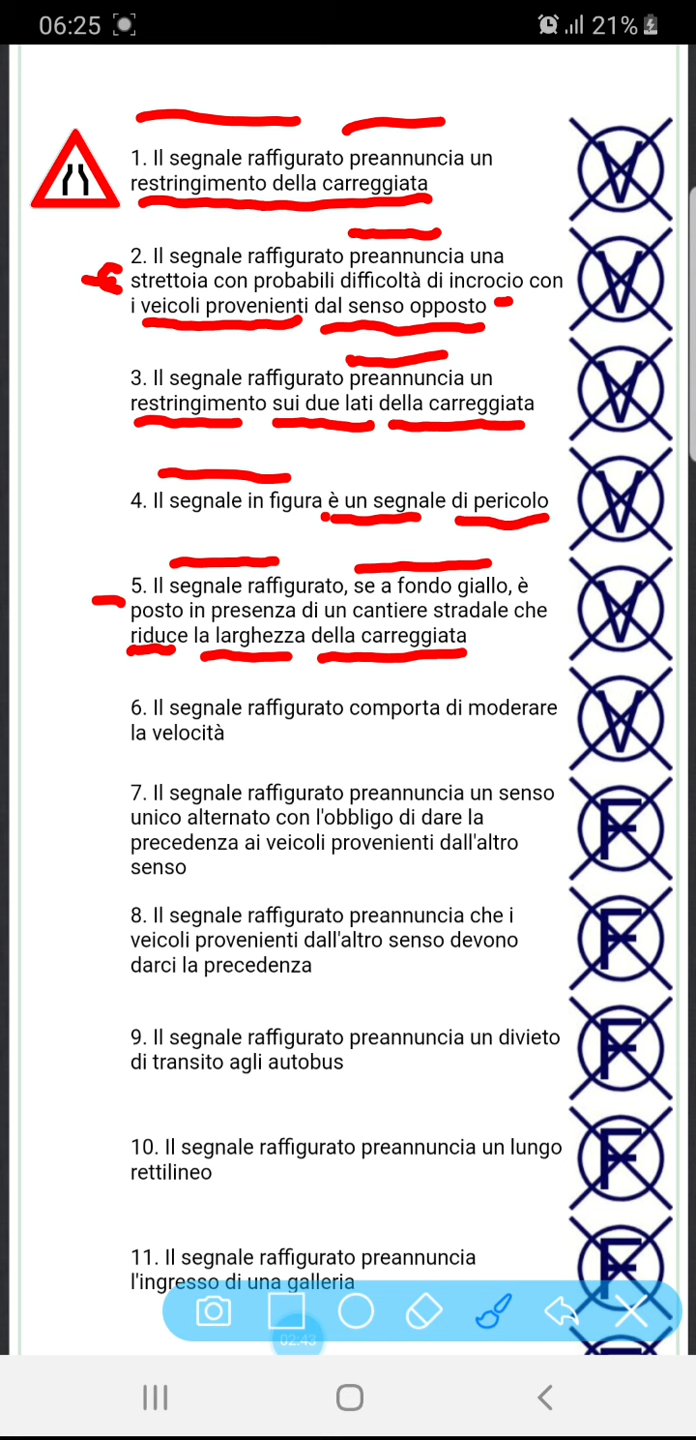 06:25
21%
1. Il segnale raffigurato preannuncia un
restringimento della carreggiata
V
2. Il segnale raffigurato preannuncia una
strettoia con probabili difficoltà di incrocio con
i veicoli provenienti dal senso opposto
V
3. Il segnale raffigurato preannuncia un
restringimento sui due lati della carreggiata
V
4. Il segnale in figura è un segnale di pericolo
V
5. Il segnale raffigurato, se a fondo giallo, è
posto in presenza di un cantiere stradale che
riduce la larghezza della carreggiata
V
6. Il segnale raffigurato comporta di moderare
la velocità
V
7. Il segnale raffigurato preannuncia un senso
unico alternato con l'obbligo di dare la
precedenza ai veicoli provenienti dall'altro
senso
F
8. Il segnale raffigurato preannuncia che i
veicoli provenienti dall'altro senso devono
darci la precedenza
F
9. Il segnale raffigurato preannuncia un divieto
di transito agli autobus
F
10. Il segnale raffigurato preannuncia un lungo
rettilineo
F
11. Il segnale raffigurato preannuncia
l'ingresso di una galleria
F
02:43